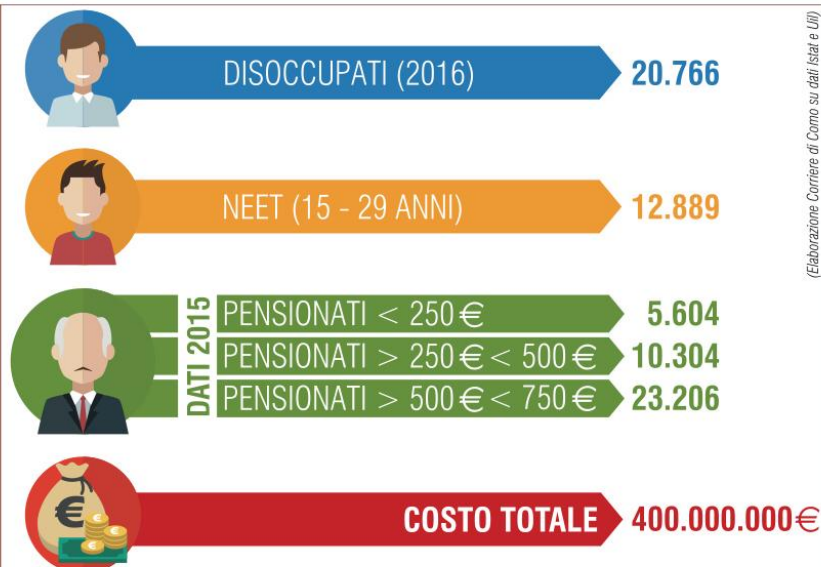 DISOCCUPATI (2016) 20.766
NEET (15 - 29 ANNI) 12.889
DATI 2015
PENSIONATI < 250 € 5.604
PENSIONATI > 250 € < 500 € 10.304
PENSIONATI > 500 € < 750 € 23.206
€ COSTO TOTALE 400.000.000€
(Elaborazione Corriere di Como su dati Istat e Uil)